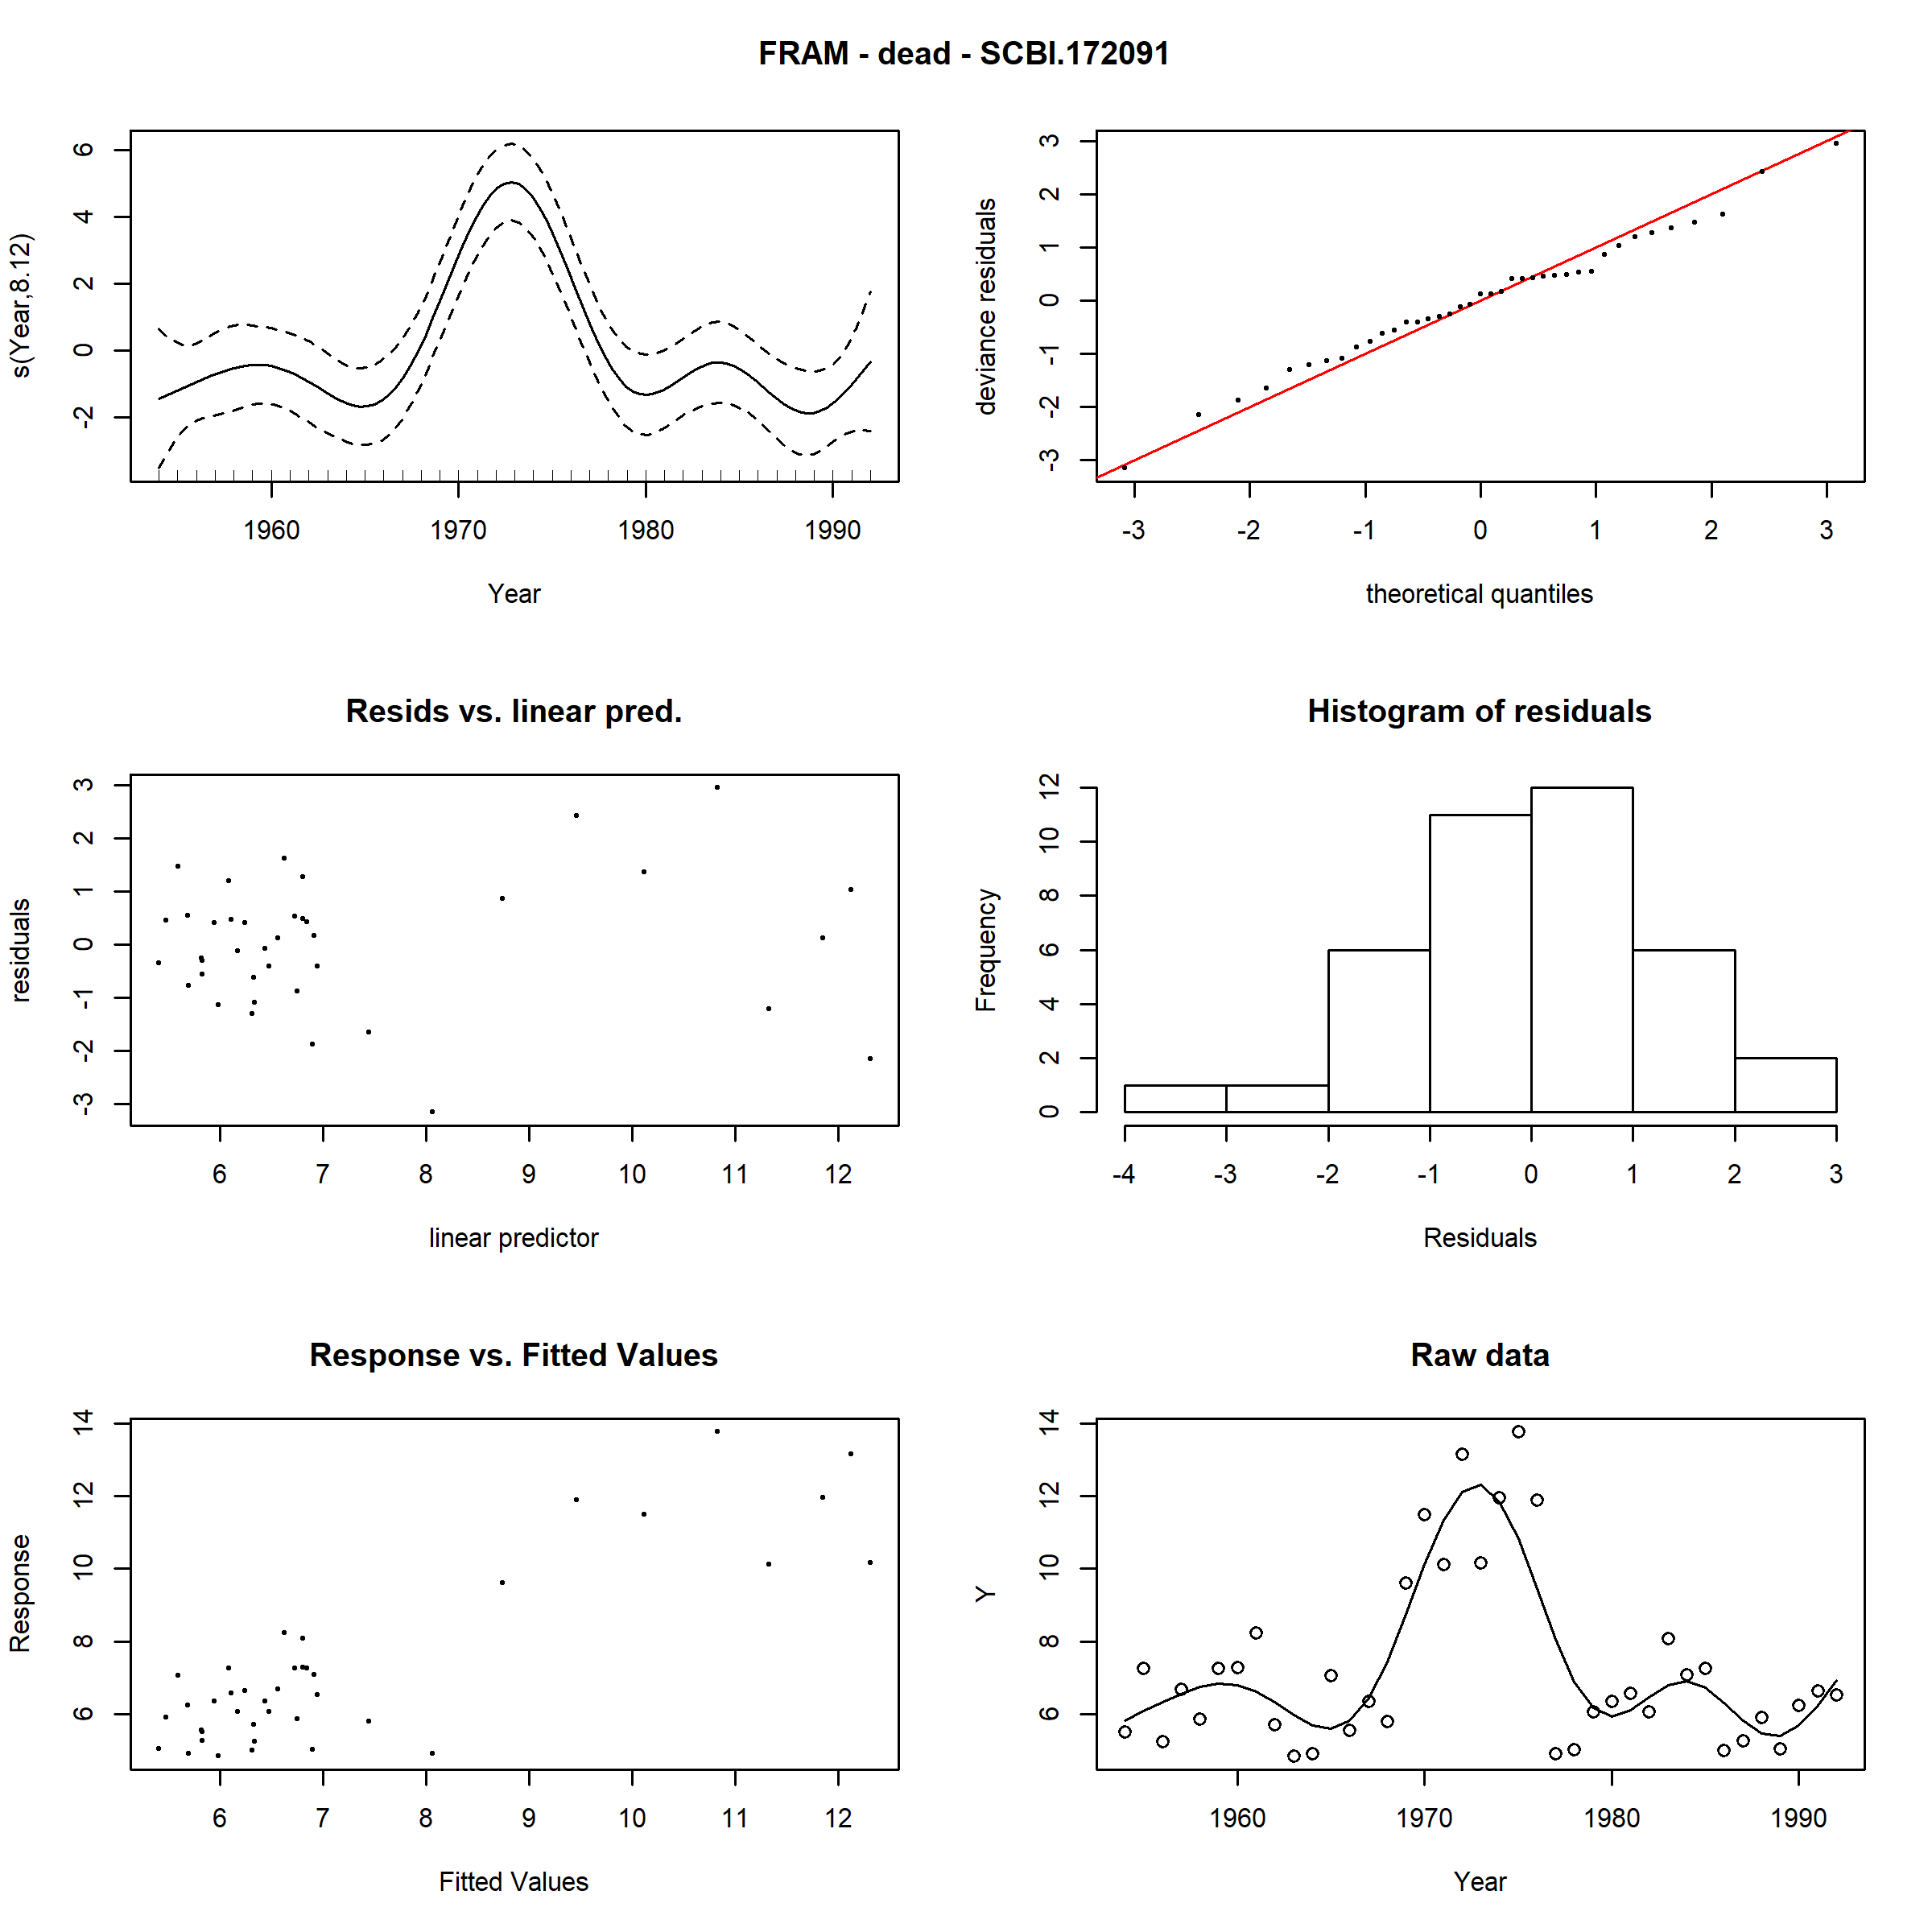 FRAM - dead - SCBI.172091
s(Year,8.12)
6
4
2
0
-2
1960 1970 1980 1990
Year
deviance residuals
3
2
1
0
-1
-2
-3
-3 -2 -1 0 1 2 3
theoretical quantiles
Resids vs. linear pred.
residuals
3
2
1
0
-1
-2
-3
6 7 8 9 10 11 12
linear predictor
Histogram of residuals
Frequency
12
10
8
6
4
2
0
-4 -3 -2 -1 0 1 2 3
Residuals
Response vs. Fitted Values
Response
14
12
10
8
6
6 7 8 9 10 11 12
Fitted Values
Raw data
Y
14
12
10
8
6
1960 1970 1980 1990
Year